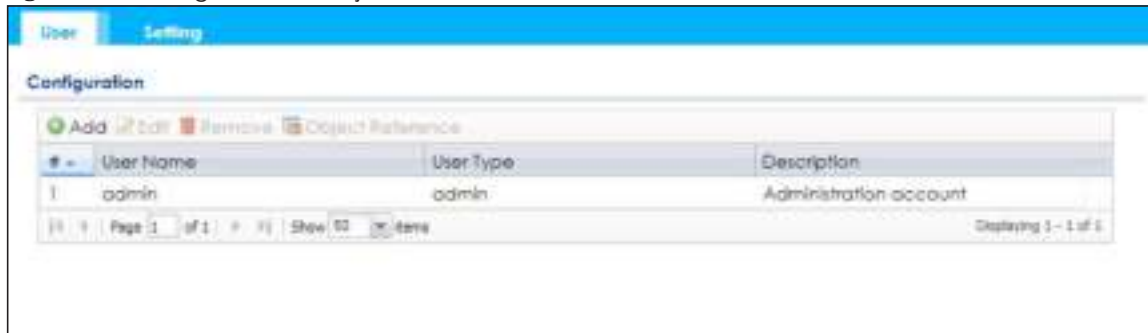 User Setting
Configuration
Add Edit Remove Object Reference
# User Name User Type Description
1 admin admin Administration account
Page 1 of 1 Show 50 items Displaying 1 - 1 of 1